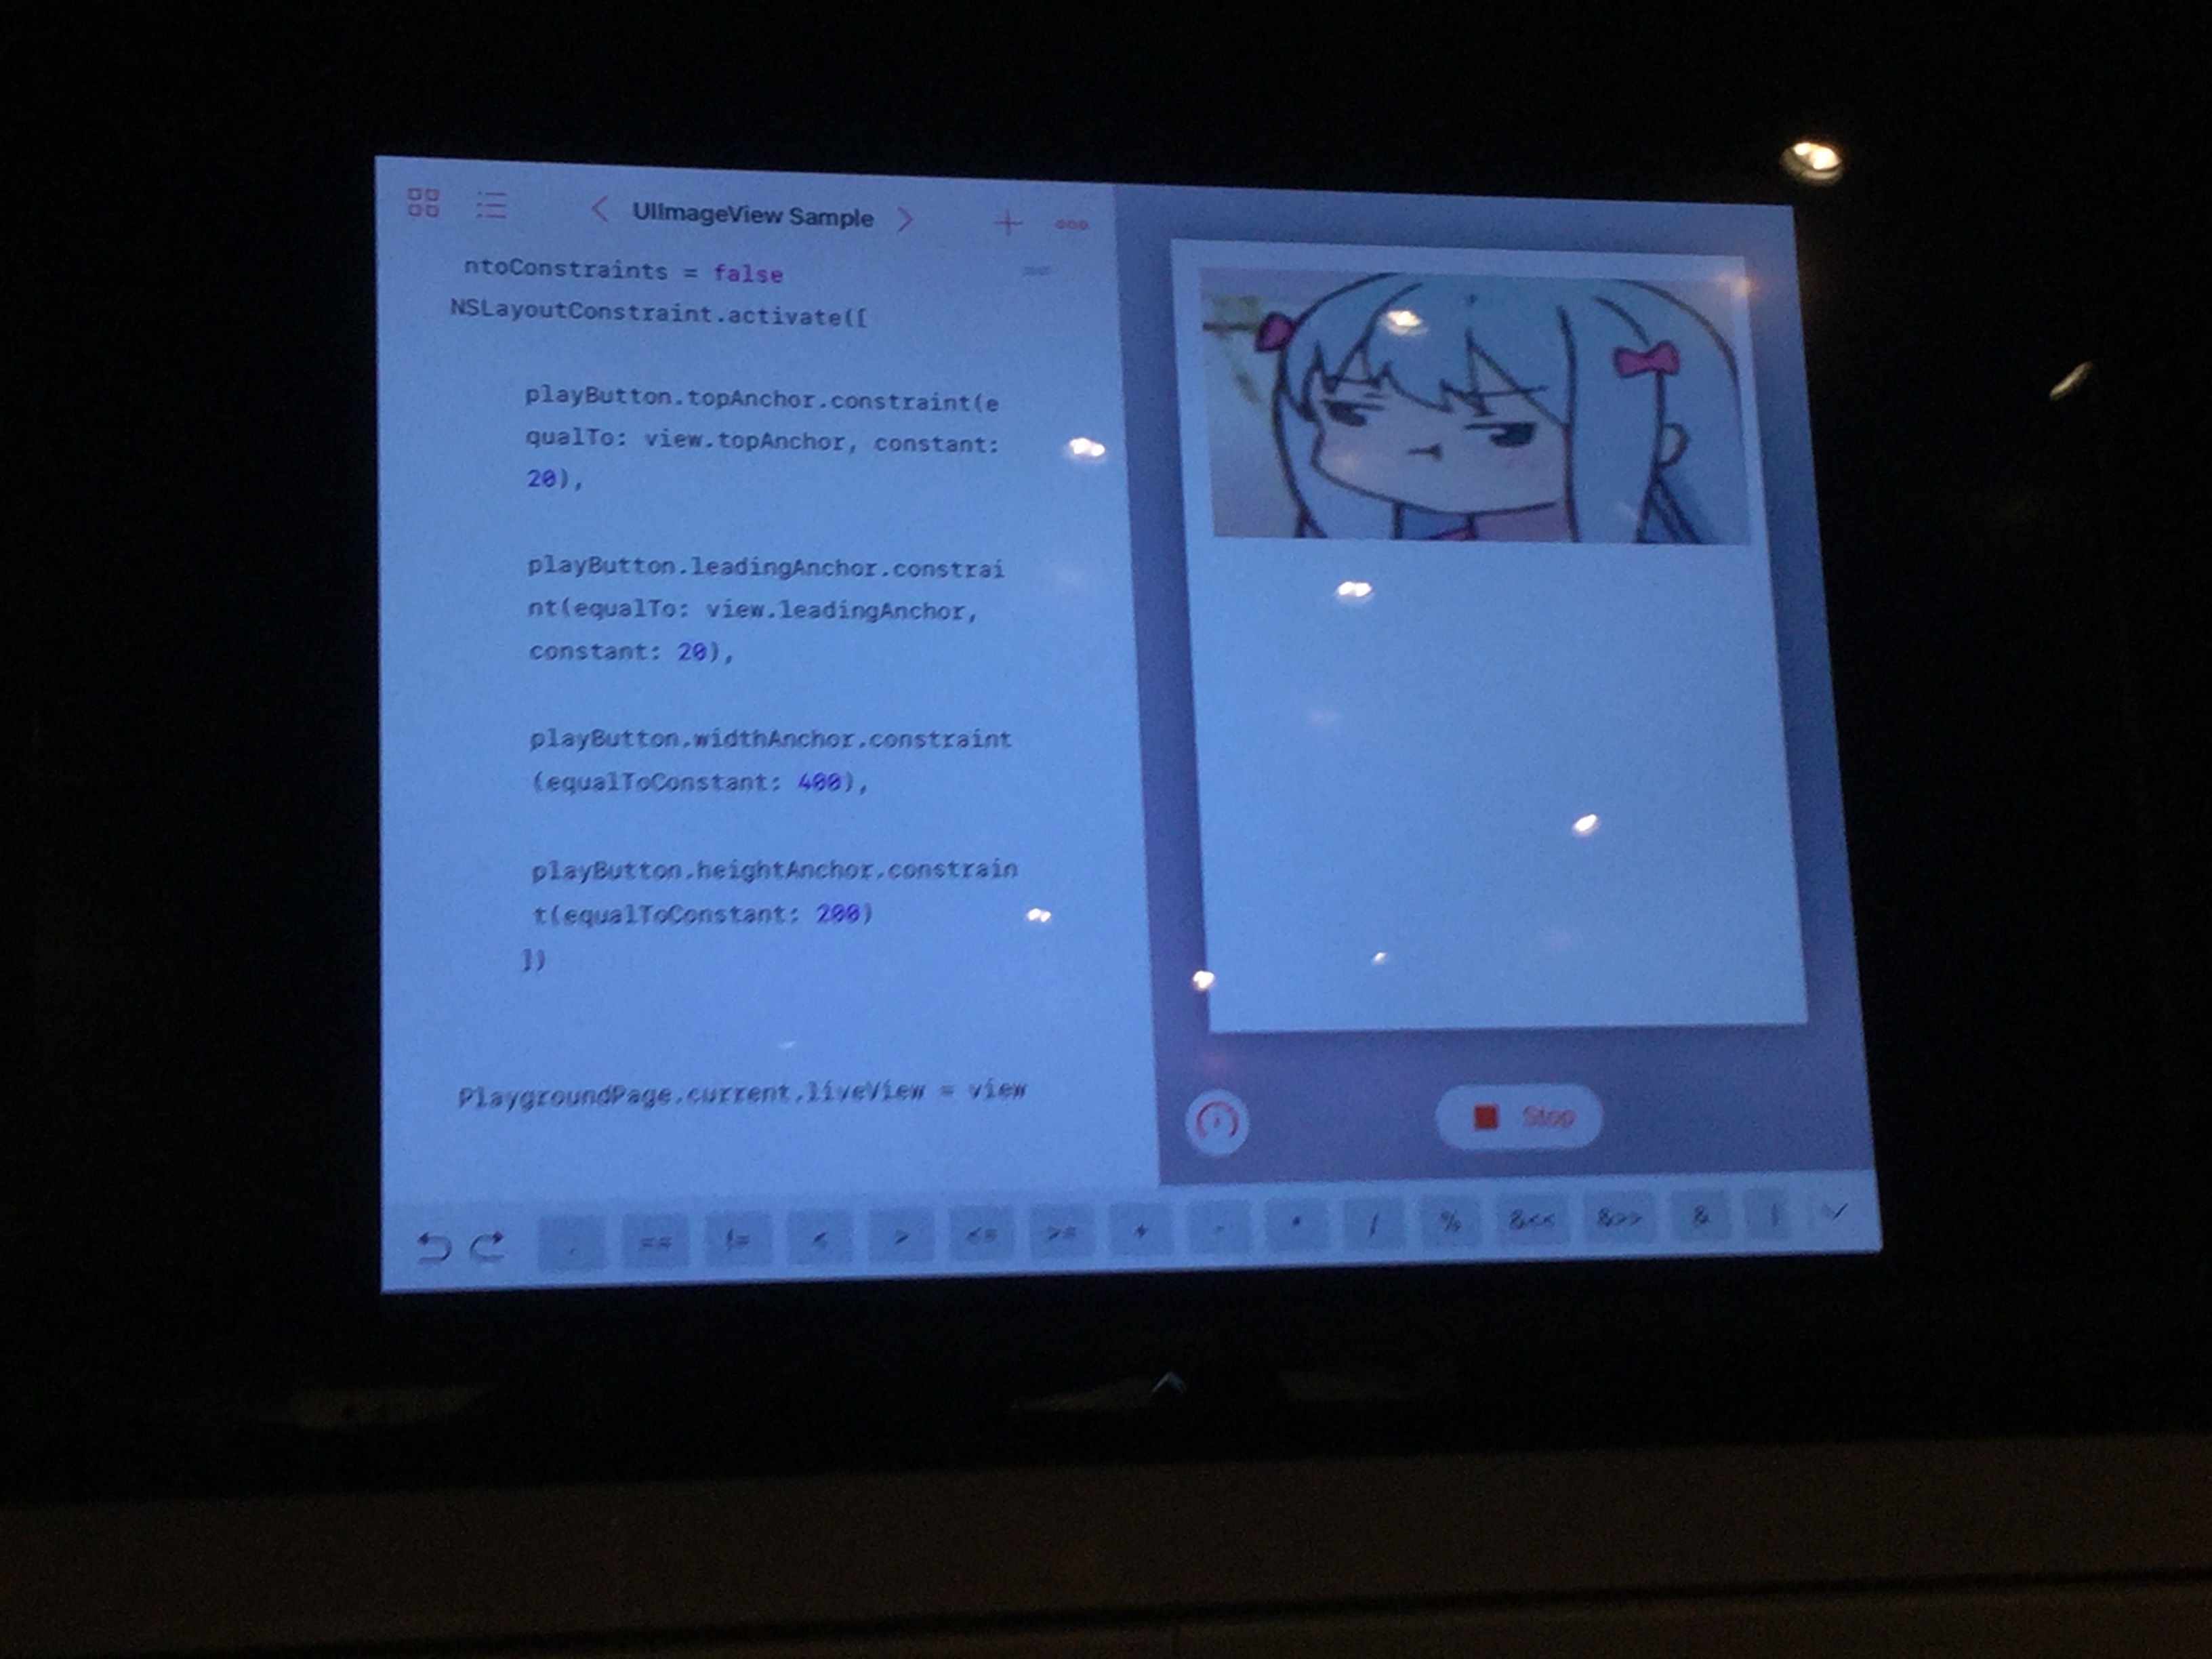 UIImageView Sample
ntoConstraints = false
NSLayoutConstraint.activate([
playButton.topAnchor.constraint(e
qualTo: view.topAnchor, constant:
20),
playButton.leadingAnchor.constrai
nt(equalTo: view.leadingAnchor,
constant: 20),
playButton.widthAnchor.constraint
(equalToConstant: 400),
playButton.heightAnchor.constrain
t(equalToConstant: 200)
])
PlaygroundPage.current.liveView = view
Stop
. == != < > <= >= + - * / % &<< &>> & |